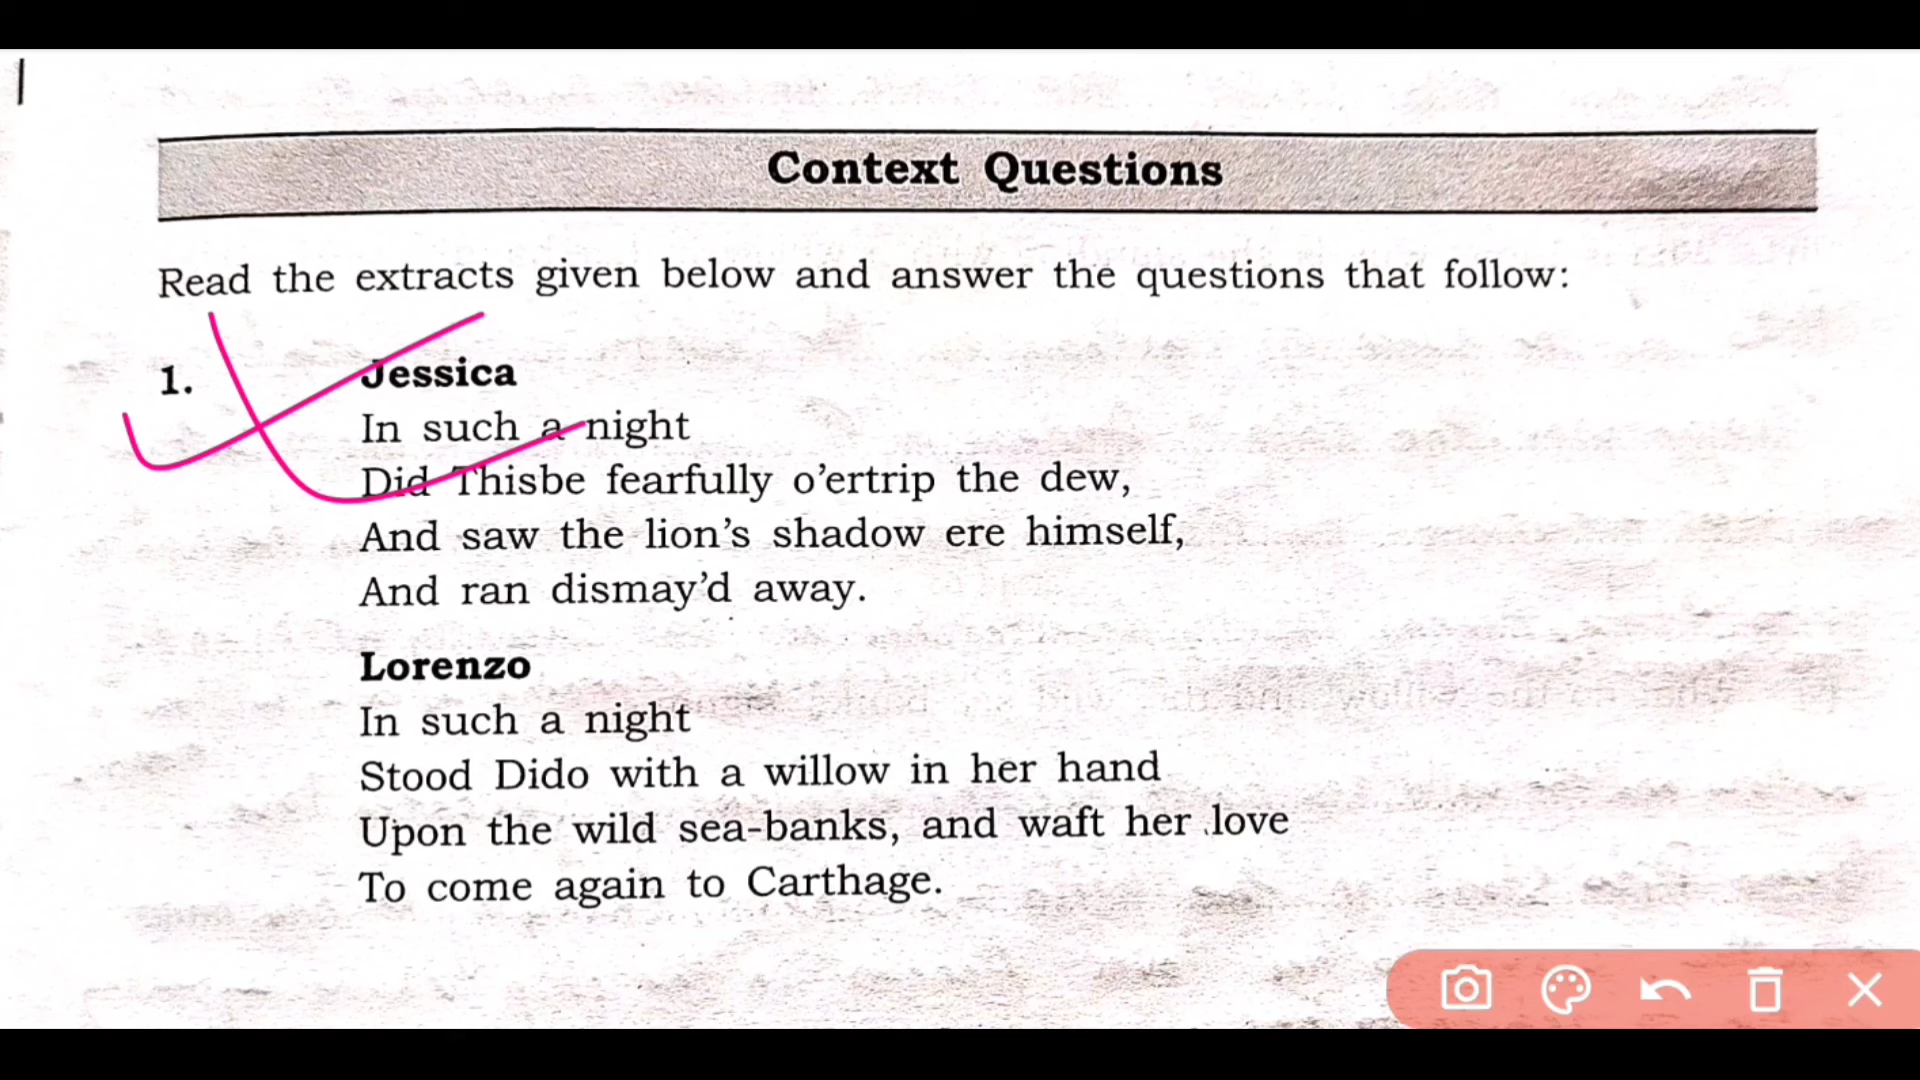 Context Questions
Read the extracts given below and answer the questions that follow:
1. Jessica
In such a night
Did Thisbe fearfully o'ertrip the dew,
And saw the lion's shadow ere himself,
And ran dismay'd away.
Lorenzo
In such a night
Stood Dido with a willow in her hand
Upon the wild sea-banks, and waft her love
To come again to Carthage.